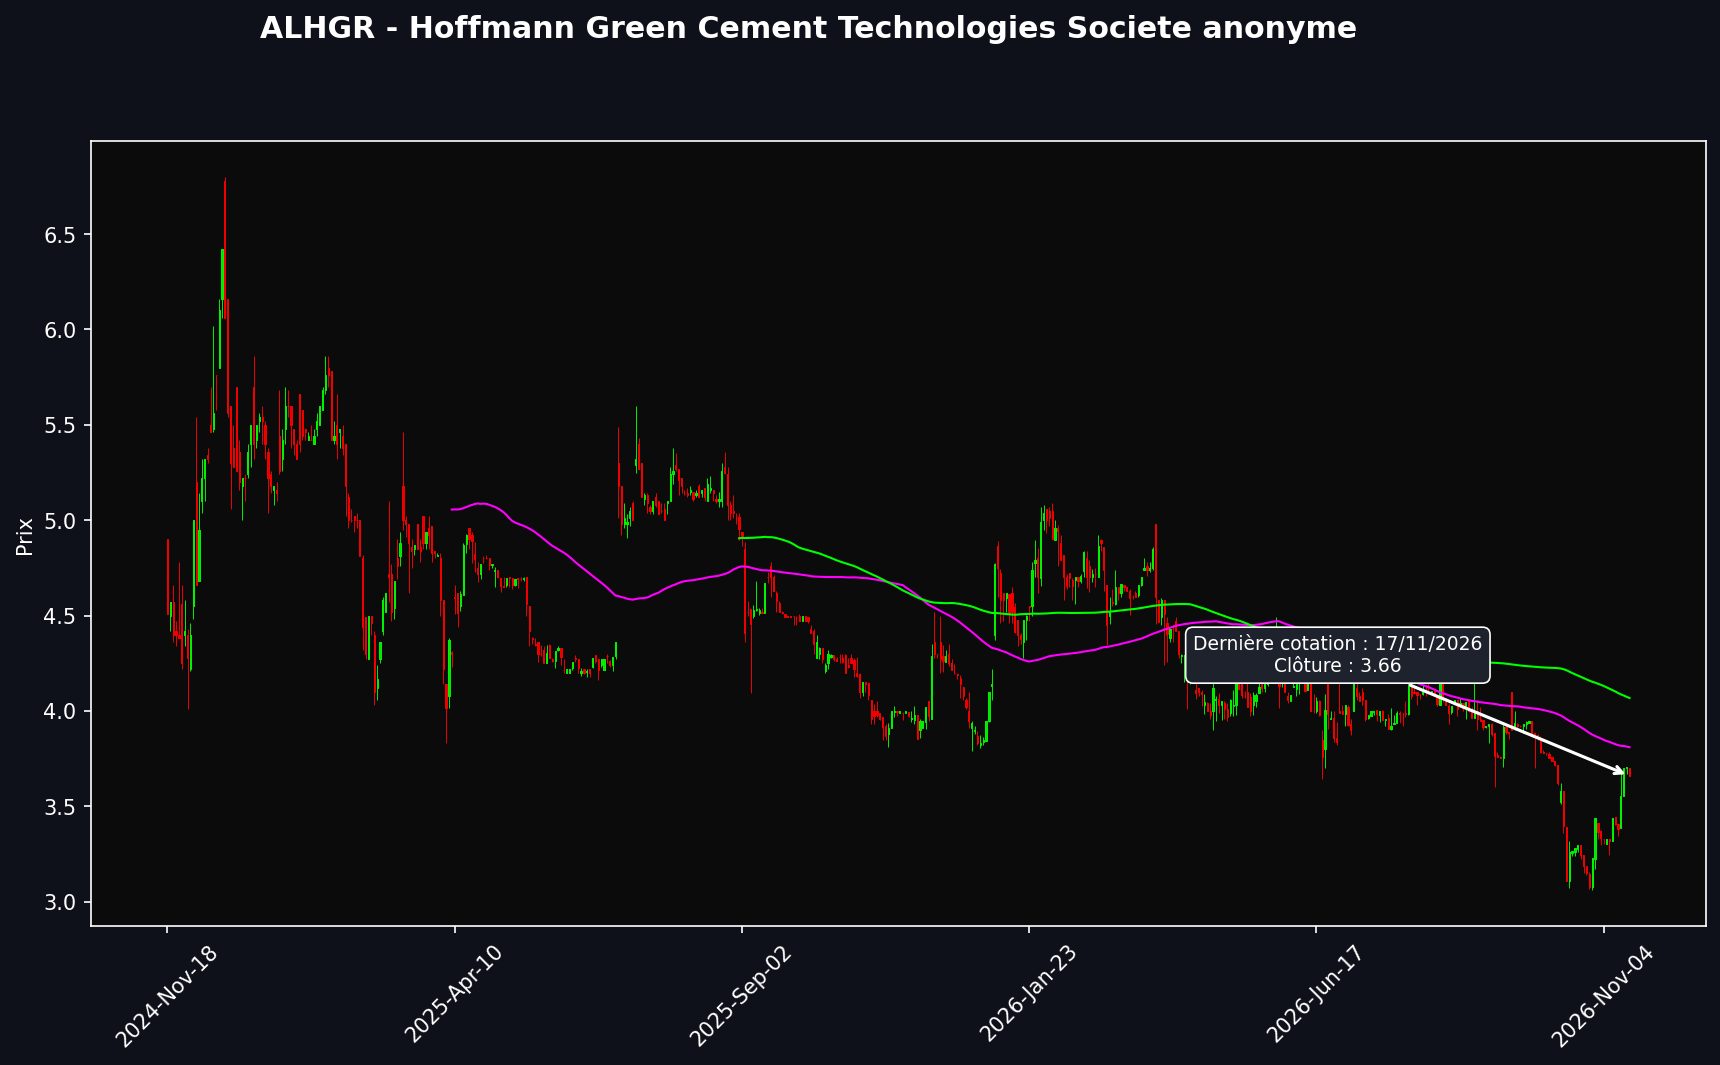 ALHGR - Hoffmann Green Cement Technologies Societe anonyme
Prix
6.5
6.0
5.5
5.0
4.5
4.0
3.5
3.0
Dernière cotation : 17/11/2026
Clôture : 3.66
2024-Nov-18
2025-Apr-10
2025-Sep-02
2026-Jan-23
2026-Jun-17
2026-Nov-04